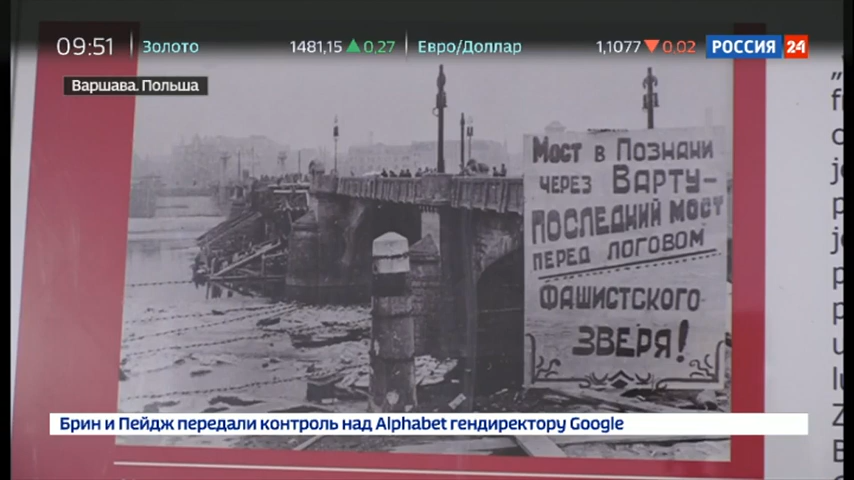 09:51 Золото 1481,15 ▲ 0,27 Евро/Доллар 1,1077 ▼ 0,02 РОССИЯ 24
Варшава. Польша
Мост в Познани
через Варту –
последний мост
перед логовом
фашистского
зверя!
Брин и Пейдж передали контроль над Alphabet гендиректору Google